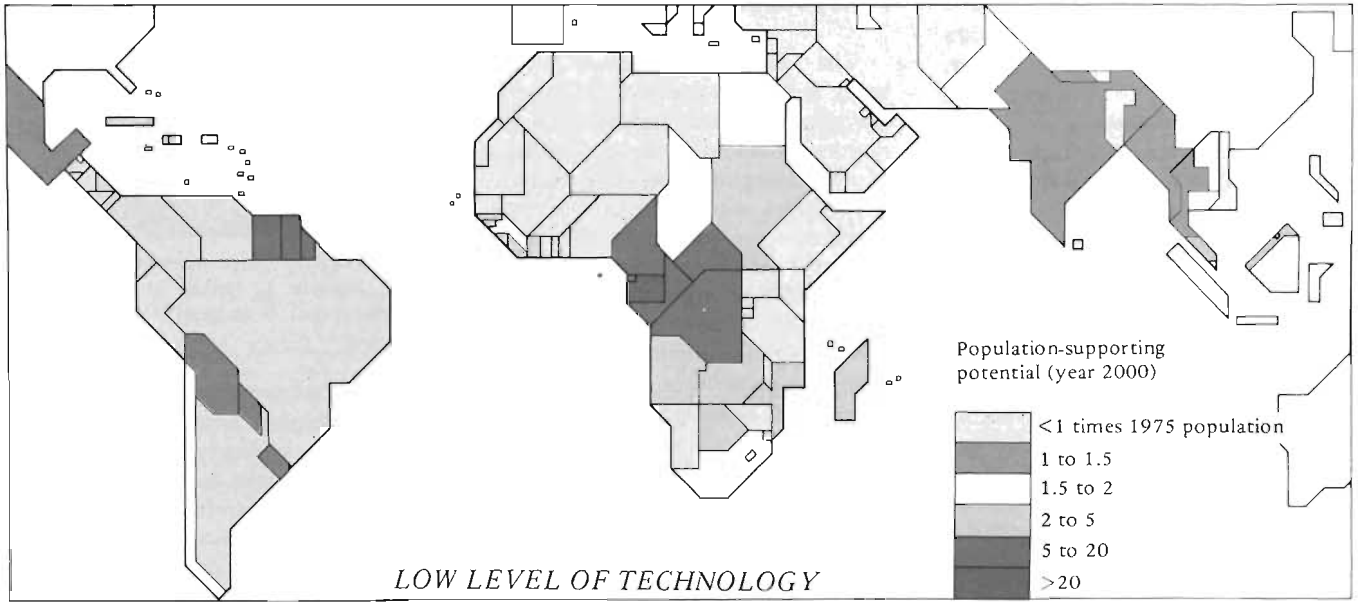 Population-supporting
potential (year 2000)
<1 times 1975 population
1 to 1.5
1.5 to 2
2 to 5
5 to 20
>20
LOW LEVEL OF TECHNOLOGY